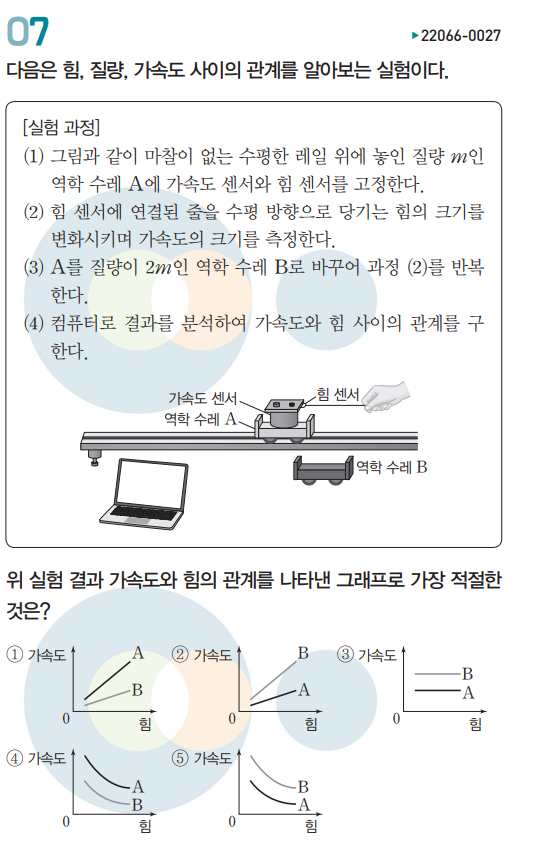 07
▶22066-0027
다음은 힘, 질량, 가속도 사이의 관계를 알아보는 실험이다.
[실험 과정]
(1) 그림과 같이 마찰이 없는 수평한 레일 위에 놓인 질량 m인
역학 수레 A에 가속도 센서와 힘 센서를 고정한다.
(2) 힘 센서에 연결된 줄을 수평 방향으로 당기는 힘의 크기를
변화시키며 가속도의 크기를 측정한다.
(3) A를 질량이 2m인 역학 수레 B로 바꾸어 과정 (2)를 반복
한다.
(4) 컴퓨터로 결과를 분석하여 가속도와 힘 사이의 관계를 구
한다.
가속도 센서
힘 센서
역학 수레 A
역학 수레 B
위 실험 결과 가속도와 힘의 관계를 나타낸 그래프로 가장 적절한
것은?
① 가속도 A B 0 힘
② 가속도 B A 0 힘
③ 가속도 B A 0 힘
④ 가속도 A B 0 힘
⑤ 가속도 B A 0 힘